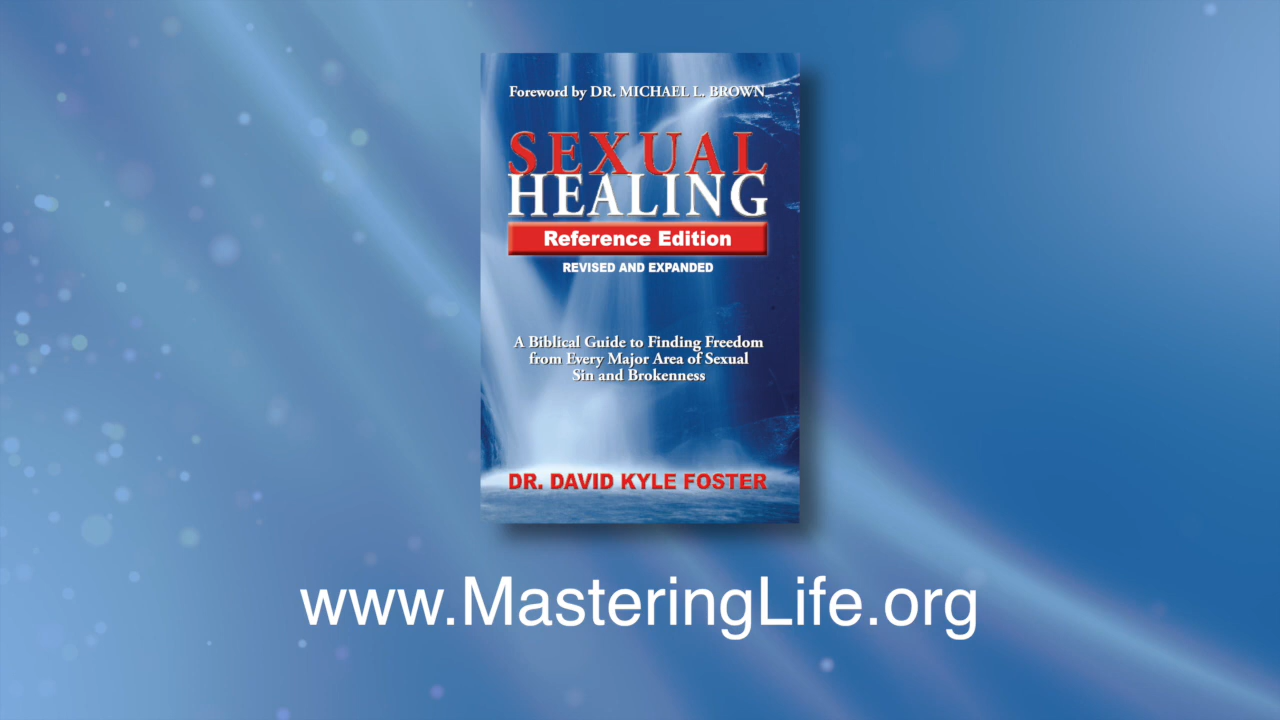 Foreword by DR. MICHAEL L. BROWN
SEXUAL
HEALING
Reference Edition
REVISED AND EXPANDED
A Biblical Guide to Finding Freedom
from Every Major Area of Sexual
Sin and Brokenness
DR. DAVID KYLE FOSTER
www.MasteringLife.org